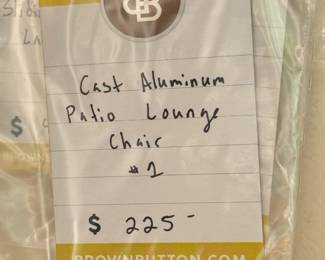 Cast Aluminum
Patio Lounge
Chair
#1
$ 225-
BROWNBUTTON.COM
$